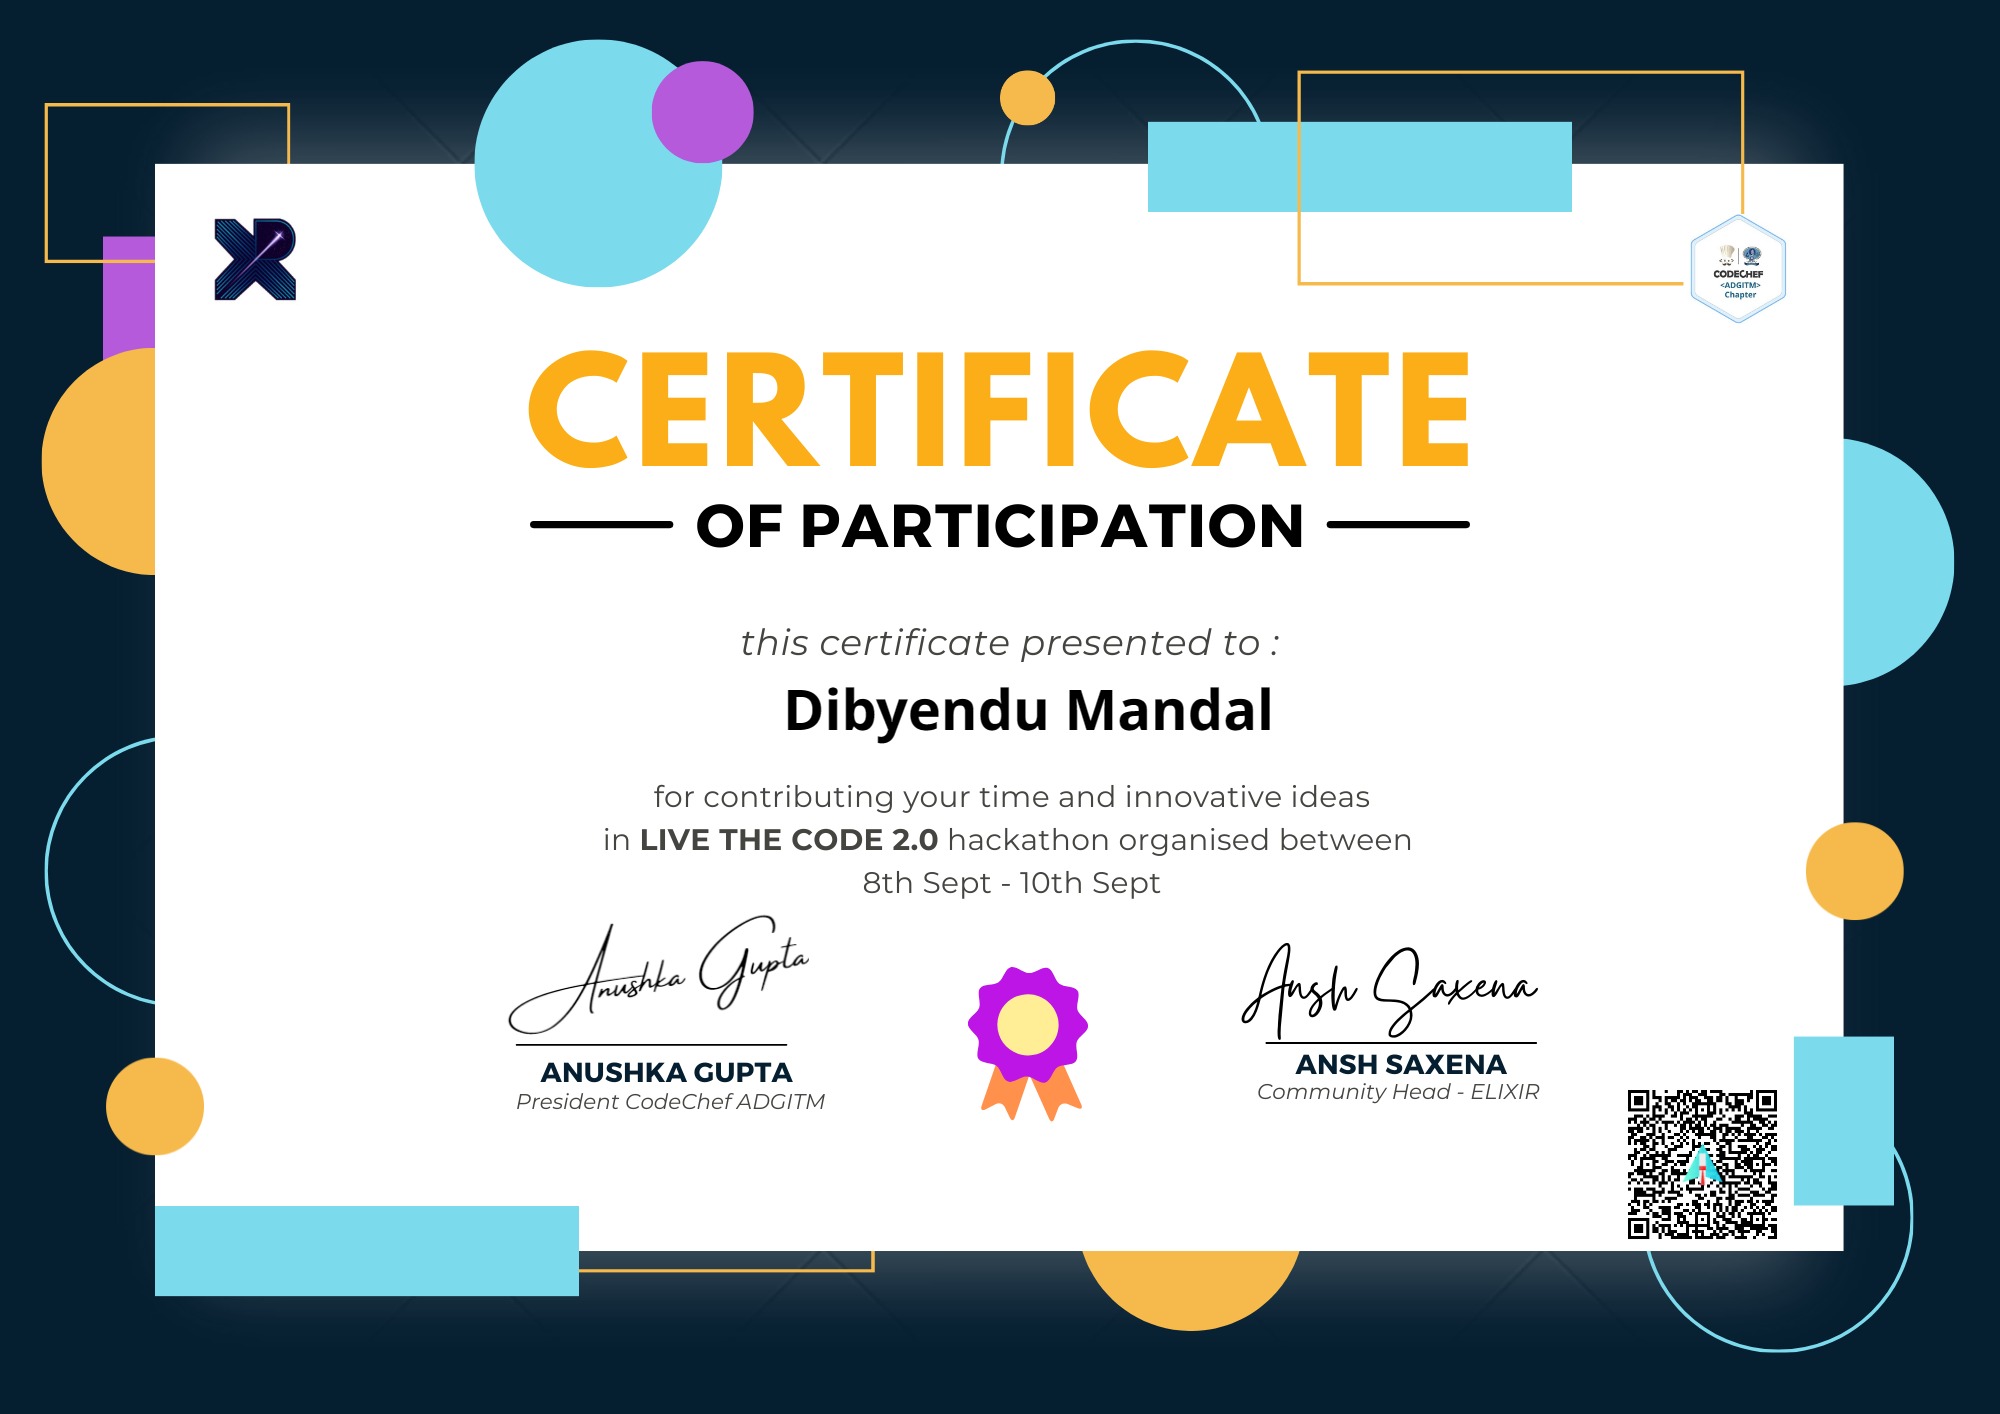 CODECHEF
<ADGITM>
Chapter
CERTIFICATE
OF PARTICIPATION
this certificate presented to :
Dibyendu Mandal
for contributing your time and innovative ideas
in LIVE THE CODE 2.0 hackathon organised between
8th Sept - 10th Sept
Anushka Gupta
Ansh Saxena
ANUSHKA GUPTA
President CodeChef ADGITM
ANSH SAXENA
Community Head - ELIXIR